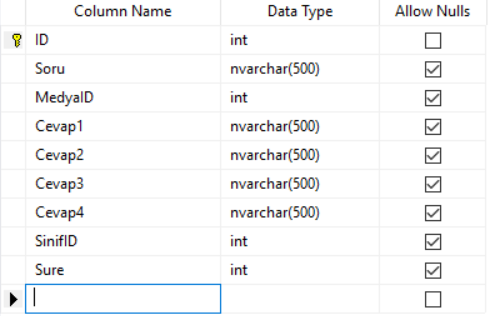 Column Name Data Type Allow Nulls
ID int
Soru nvarchar(500)
MedyaID int
Cevap1 nvarchar(500)
Cevap2 nvarchar(500)
Cevap3 nvarchar(500)
Cevap4 nvarchar(500)
SinifID int
Sure int